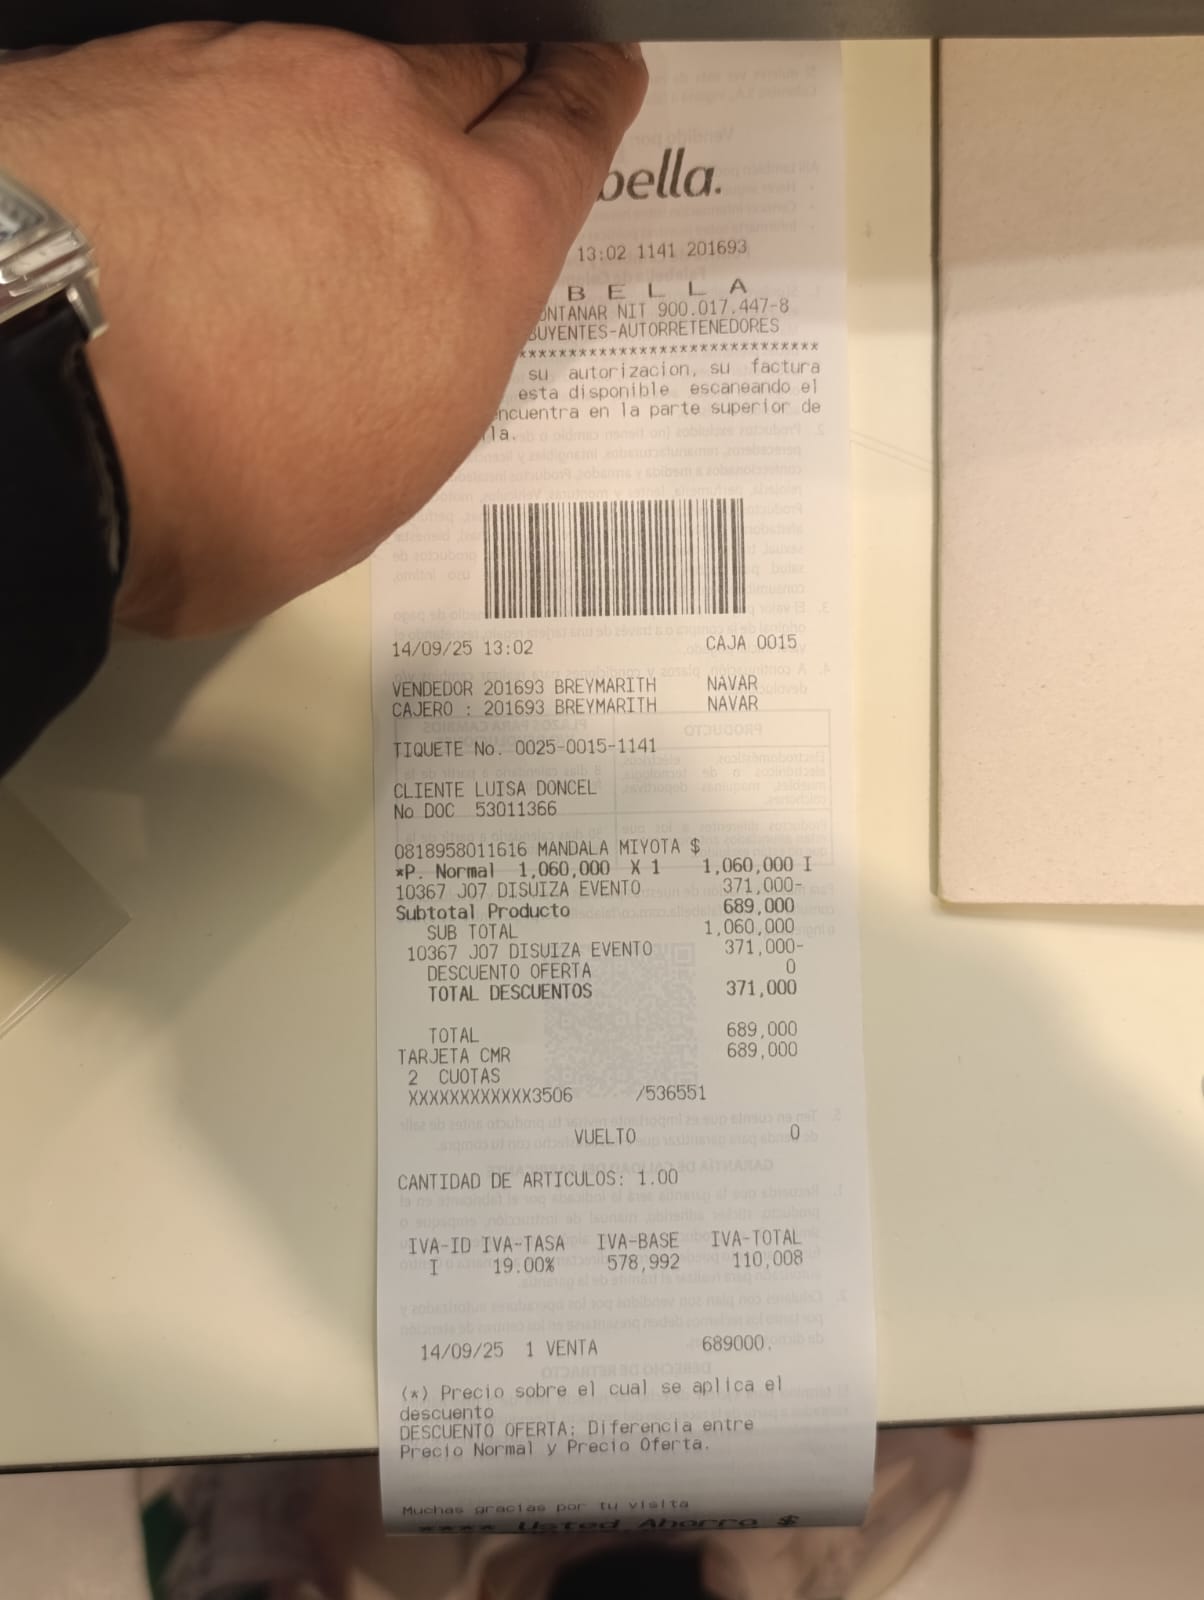 bella.
13:02 1141 201693
B E L L A
ONTANAR NIT 900.017.447-8
BUYENTES-AUTORRETENEDORES
******************************
su autorizacion, su factura
esta disponible escaneando el
ncuentra en la parte superior de
la.
14/09/25 13:02 CAJA 0015
VENDEDOR 201693 BREYMARITH NAVAR
CAJERO : 201693 BREYMARITH NAVAR
TIQUETE No. 0025-0015-1141
CLIENTE LUISA DONCEL
No DOC 53011366
0818958011616 MANDALA MIYOTA $
*P. Normal 1,060,000 X 1 1,060,000 I
10367 J07 DISUIZA EVENTO 371,000-
Subtotal Producto 689,000
SUB TOTAL 1,060,000
10367 J07 DISUIZA EVENTO 371,000-
DESCUENTO OFERTA 0
TOTAL DESCUENTOS 371,000
TOTAL 689,000
TARJETA CMR 689,000
2 CUOTAS
XXXXXXXXXXXX3506 /536551
VUELTO 0
CANTIDAD DE ARTICULOS: 1.00
IVA-ID IVA-TASA IVA-BASE IVA-TOTAL
I 19.00% 578,992 110,008
14/09/25 1 VENTA 689000.
(*) Precio sobre el cual se aplica el
descuento
DESCUENTO OFERTA: Diferencia entre
Precio Normal y Precio Oferta.
Muchas gracias por tu visita
**** Usted Ahorro $